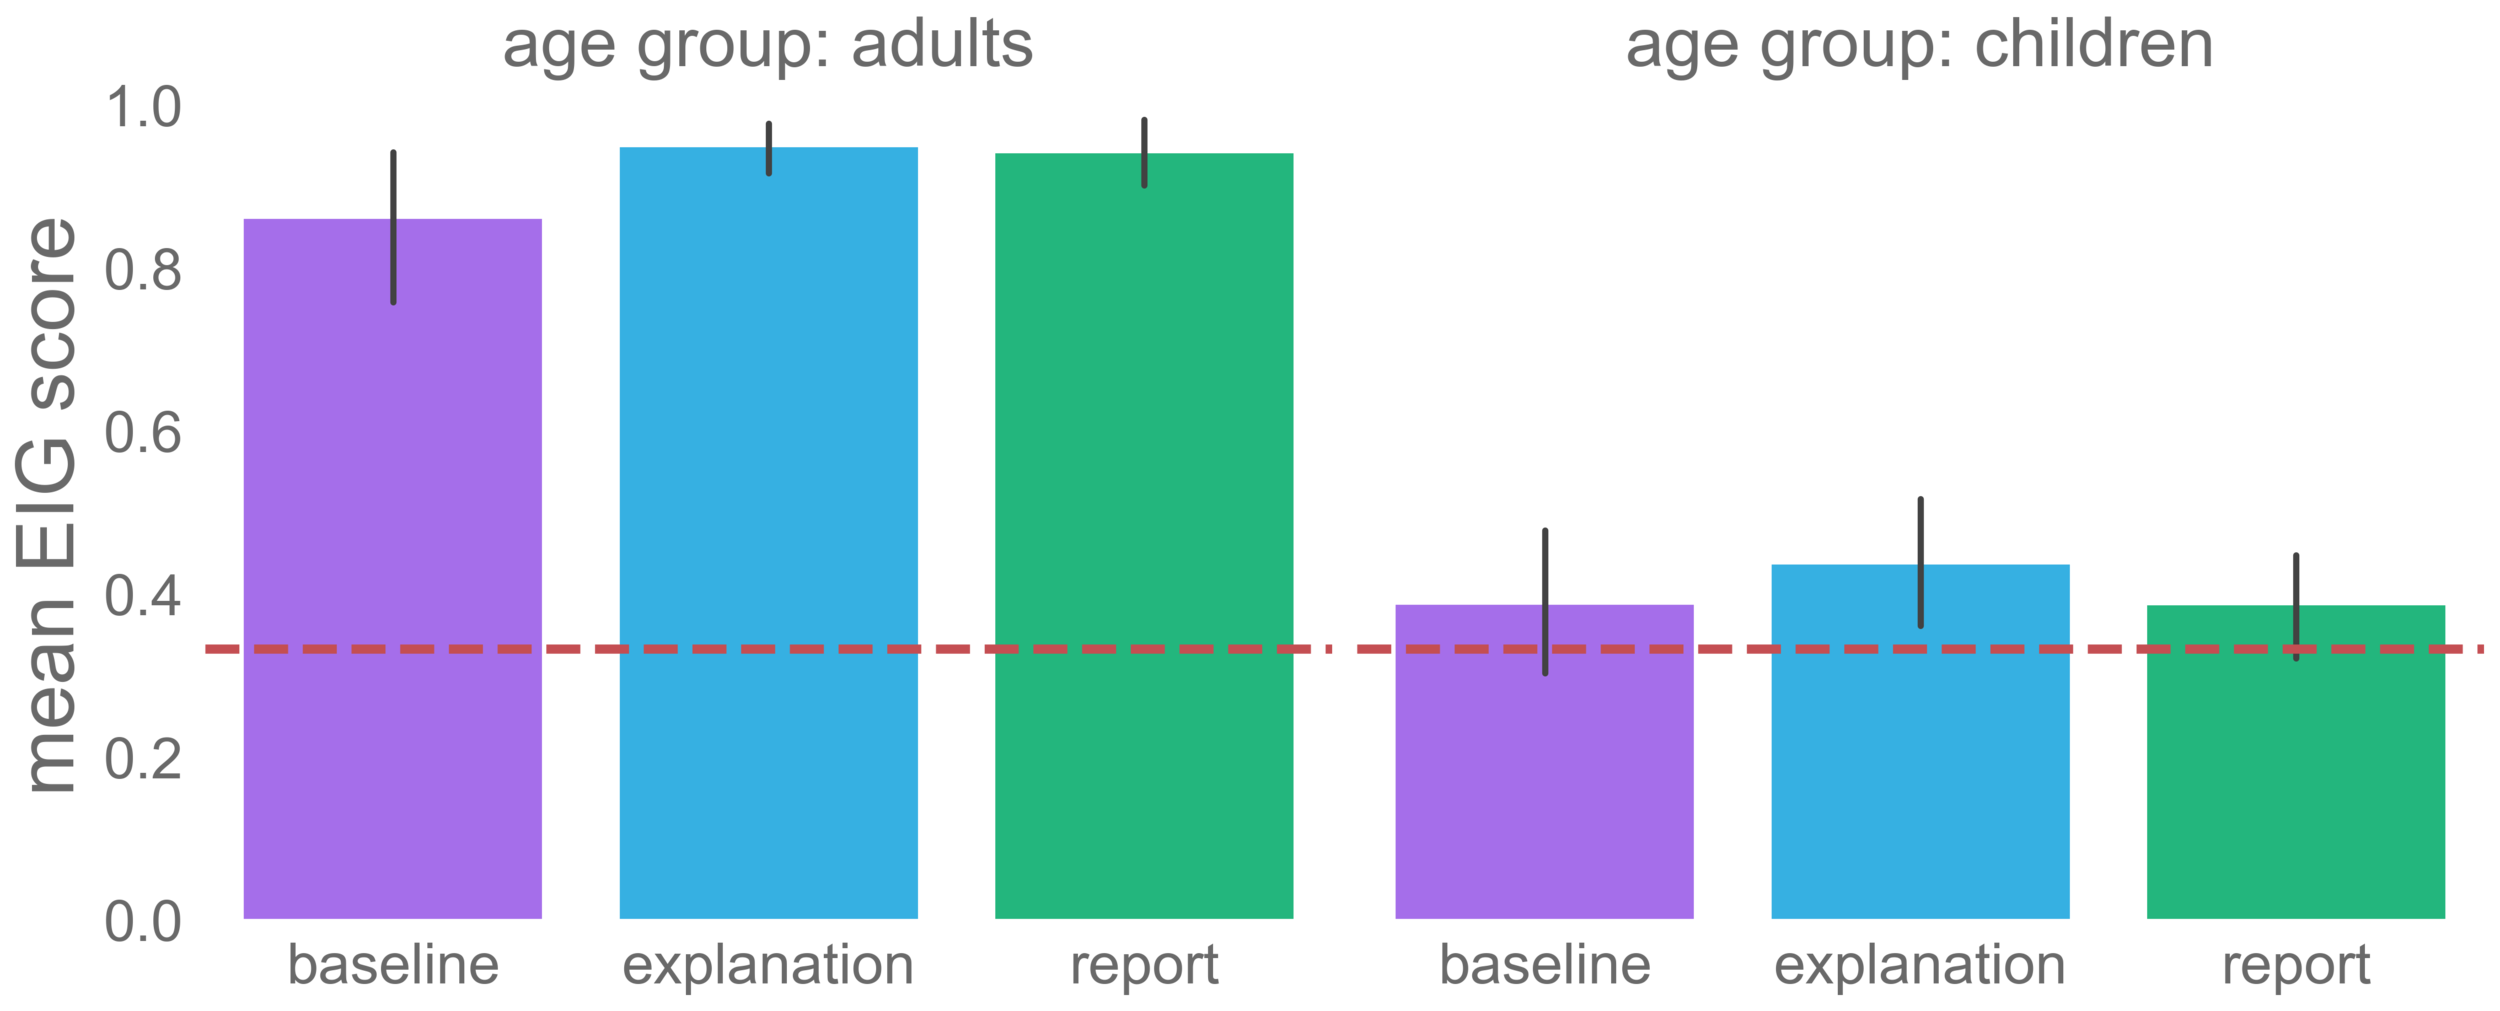 age group: adults
age group: children
mean EIG score
1.0
0.8
0.6
0.4
0.2
0.0
baseline explanation report
baseline explanation report